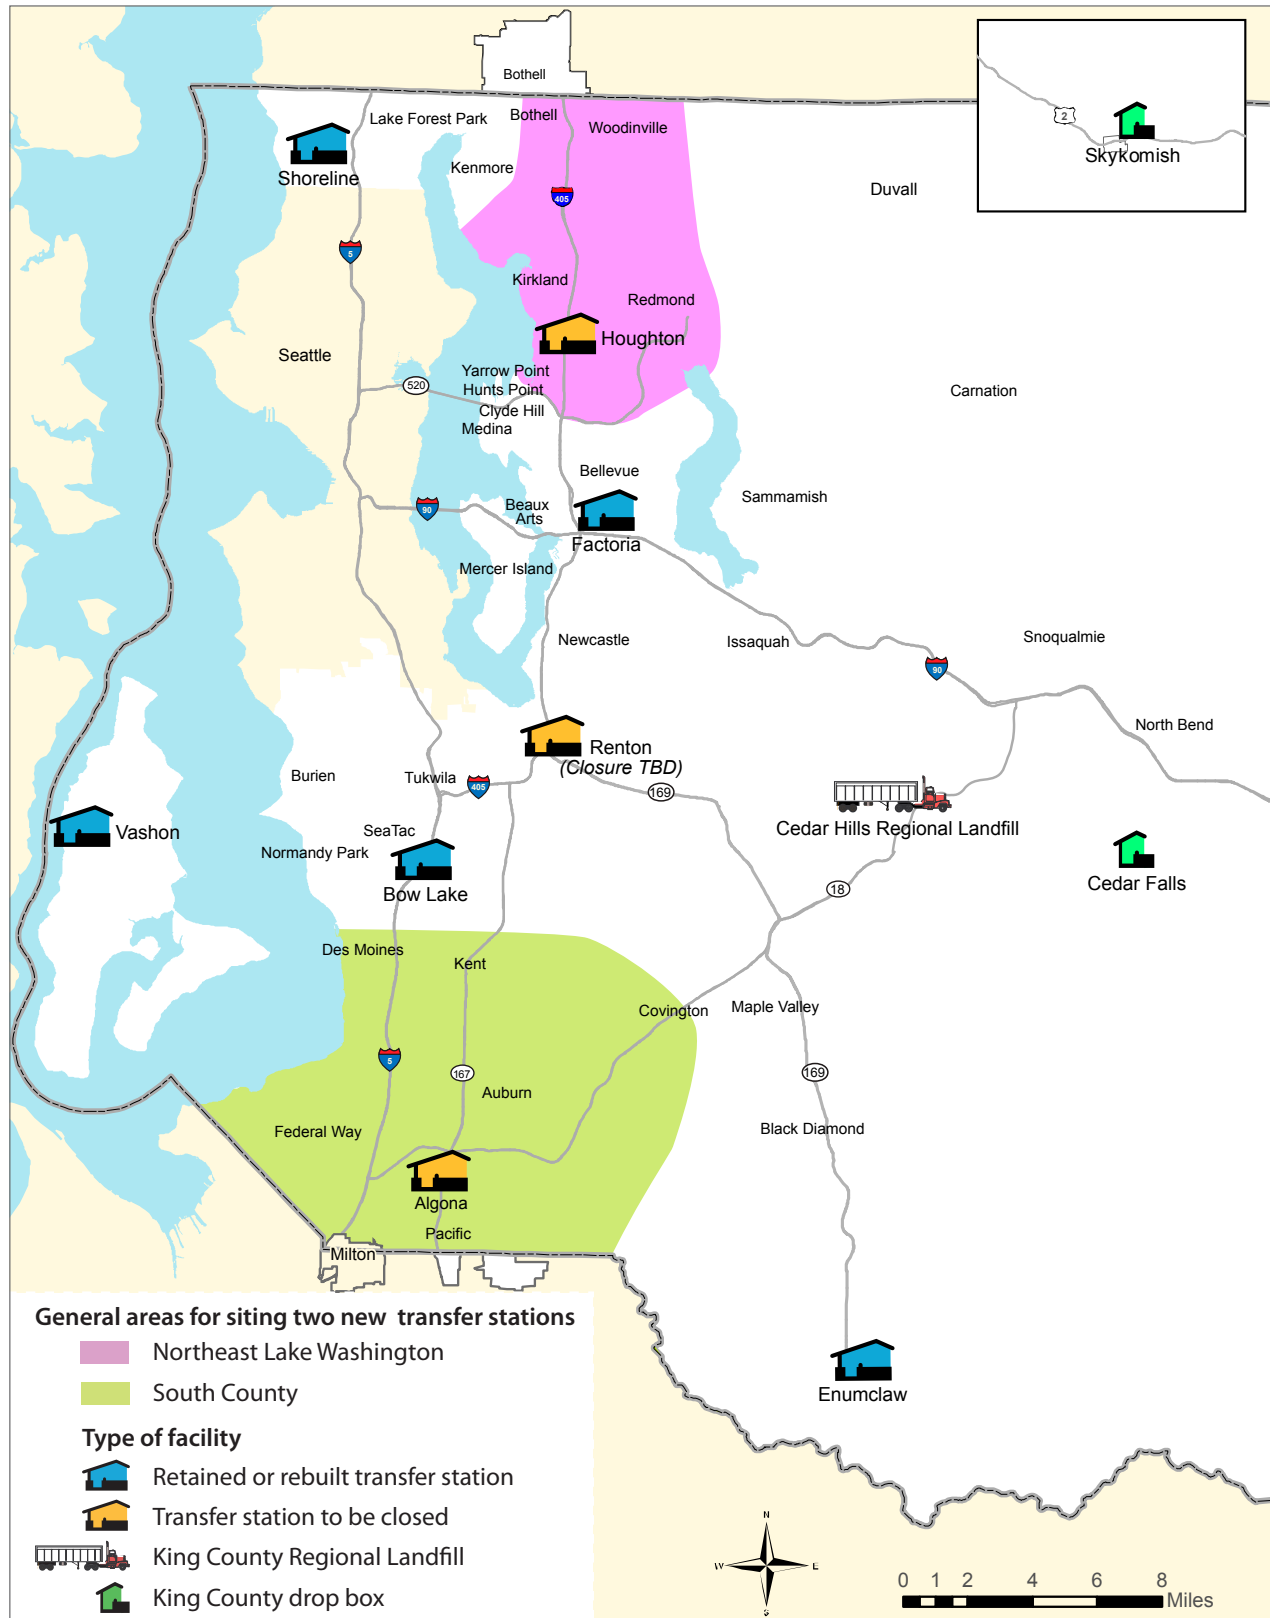 Bothell
Lake Forest Park
Bothell
Woodinville
Shoreline
Kenmore
405
2
Skykomish
Duvall
5
Kirkland
Redmond
Houghton
Seattle
Yarrow Point
Hunts Point
520
Clyde Hill
Medina
Carnation
Bellevue
Sammamish
90
Beaux
Arts
Factoria
Mercer Island
Newcastle
Issaquah
Snoqualmie
90
North Bend
Renton
(Closure TBD)
Burien
Tukwila
405
169
Vashon
SeaTac
Normandy Park
Bow Lake
Cedar Hills Regional Landfill
Cedar Falls
18
Des Moines
Kent
Covington
Maple Valley
5
167
169
Auburn
Federal Way
Black Diamond
Algona
Pacific
Milton
Enumclaw
General areas for siting two new transfer stations
Northeast Lake Washington
South County
Type of facility
Retained or rebuilt transfer station
Transfer station to be closed
King County Regional Landfill
King County drop box
N
W
E
S
0 1 2 4 6 8
Miles